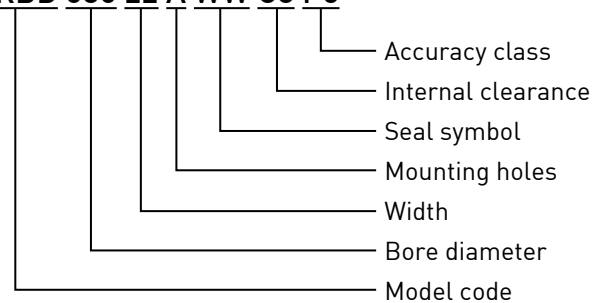 Accuracy class
Internal clearance
Seal symbol
Mounting holes
Width
Bore diameter
Model code